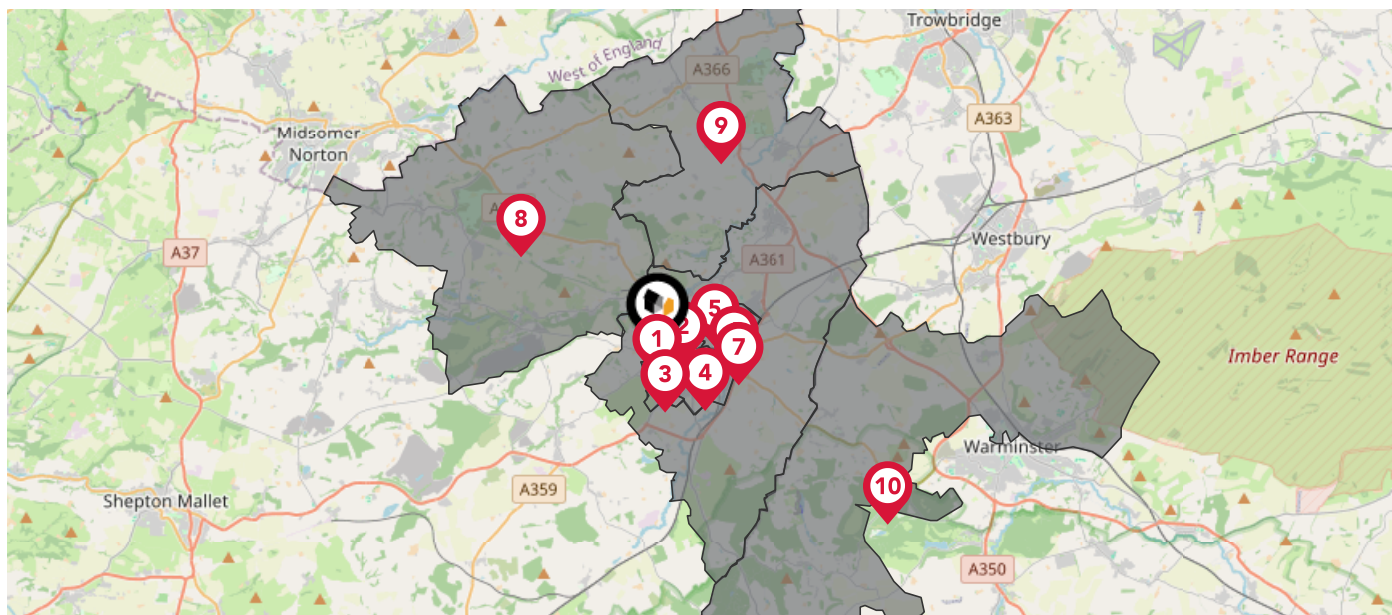 Trowbridge
West of England
A366
A363
9
Midsomer
Norton
8
A37
Westbury
A361
5
2
1
7
3
4
Imber Range
Warminster
10
A359
Shepton Mallet
A350